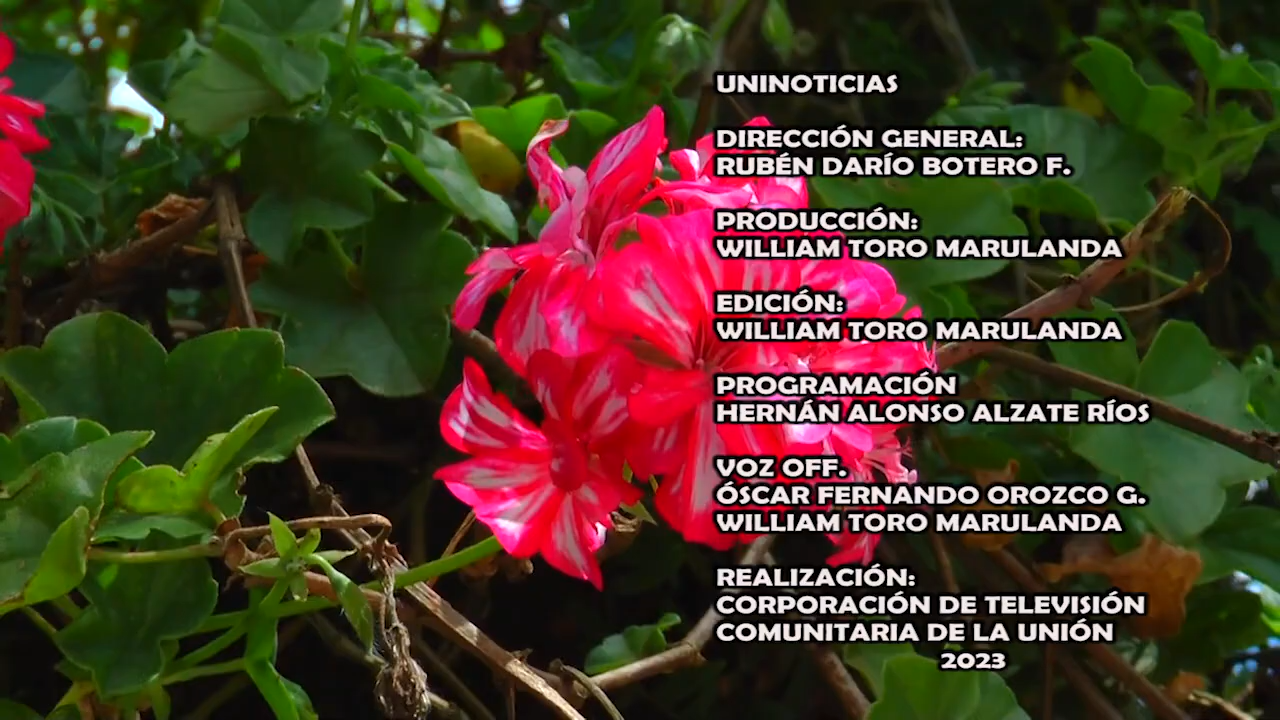 UNINOTICIAS
DIRECCIÓN GENERAL:
RUBÉN DARÍO BOTERO F.
PRODUCCIÓN:
WILLIAM TORO MARULANDA
EDICIÓN:
WILLIAM TORO MARULANDA
PROGRAMACIÓN
HERNÁN ALONSO ALZATE RÍOS
VOZ OFF.
ÓSCAR FERNANDO OROZCO G.
WILLIAM TORO MARULANDA
REALIZACIÓN:
CORPORACIÓN DE TELEVISIÓN
COMUNITARIA DE LA UNIÓN
2023